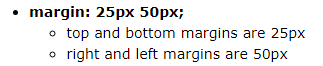 • margin: 25px 50px;
○ top and bottom margins are 25px
○ right and left margins are 50px